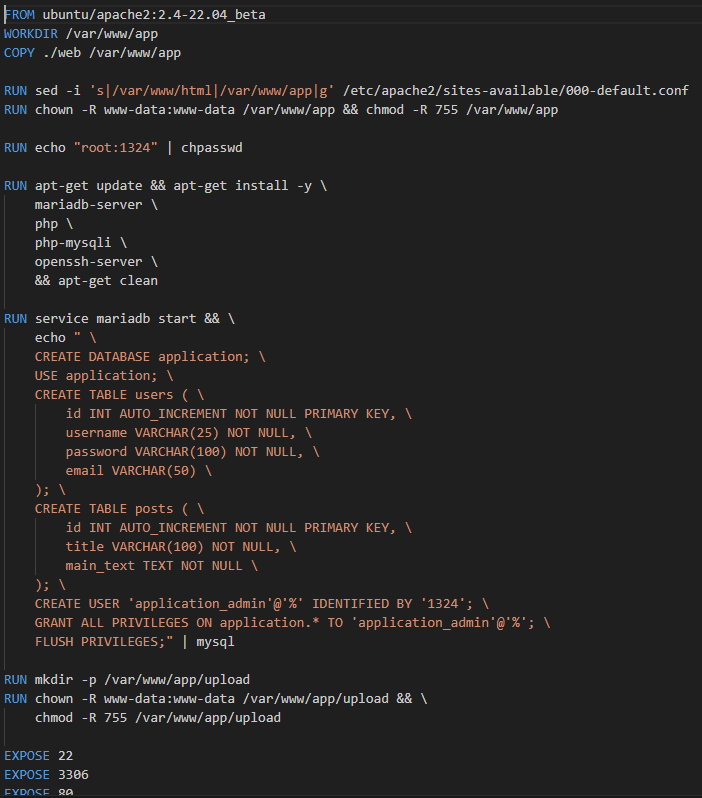 FROM ubuntu/apache2:2.4-22.04_beta
WORKDIR /var/www/app
COPY ./web /var/www/app
RUN sed -i 's|/var/www/html|/var/www/app|g' /etc/apache2/sites-available/000-default.conf
RUN chown -R www-data:www-data /var/www/app && chmod -R 755 /var/www/app
RUN echo "root:1324" | chpasswd
RUN apt-get update && apt-get install -y \
    mariadb-server \
    php \
    php-mysqli \
    openssh-server \
    && apt-get clean
RUN service mariadb start && \
    echo " \
    CREATE DATABASE application; \
    USE application; \
    CREATE TABLE users ( \
        id INT AUTO_INCREMENT NOT NULL PRIMARY KEY, \
        username VARCHAR(25) NOT NULL, \
        password VARCHAR(100) NOT NULL, \
        email VARCHAR(50) \
    ); \
    CREATE TABLE posts ( \
        id INT AUTO_INCREMENT NOT NULL PRIMARY KEY, \
        title VARCHAR(100) NOT NULL, \
        main_text TEXT NOT NULL \
    ); \
    CREATE USER 'application_admin'@'%' IDENTIFIED BY '1324'; \
    GRANT ALL PRIVILEGES ON application.* TO 'application_admin'@'%'; \
    FLUSH PRIVILEGES;" | mysql
RUN mkdir -p /var/www/app/upload
RUN chown -R www-data:www-data /var/www/app/upload && \
    chmod -R 755 /var/www/app/upload
EXPOSE 22
EXPOSE 3306
EXPOSE 80